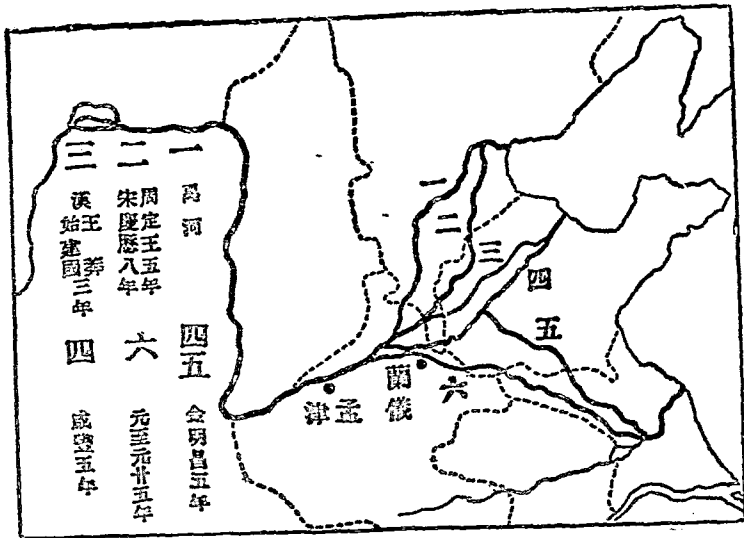 一
禹河
二
周定王五年
宋慶歷八年
三
漢王莽
始建國三年
四五
金明昌五年
六
元至元廿五年
四
咸豐五年
一
二
三
四
五
六
蘭儀
孟津